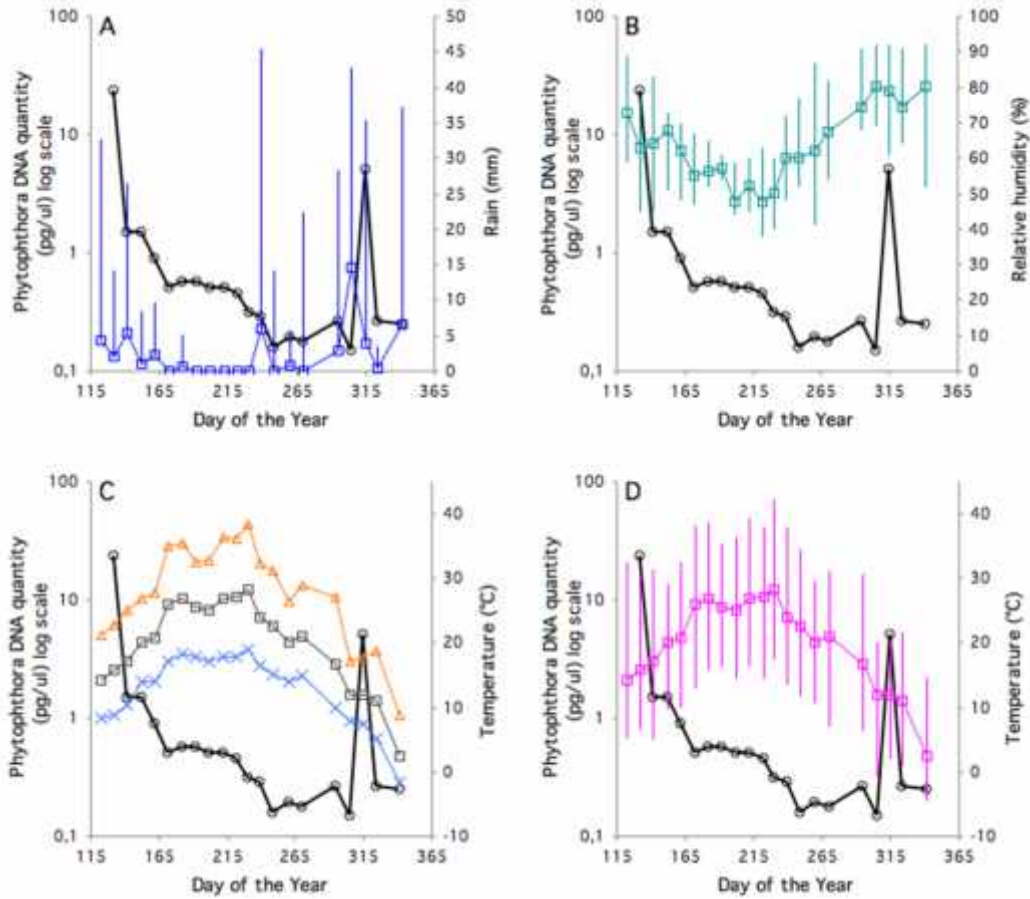 A
100
10
1
0,1
Phytophthora DNA quantity
(pg/ul) log scale
50
45
40
35
30
25
20
15
10
5
0
Rain (mm)
115 165 215 265 315 365
Day of the Year
B
100
10
1
0,1
Phytophthora DNA quantity
(pg/ul) log scale
100
90
80
70
60
50
40
30
20
10
0
Relative humidity (%)
115 165 215 265 315 365
Day of the Year
C
100
10
1
0,1
Phytophthora DNA quantity
(pg/ul) log scale
40
30
20
10
0
-10
Temperature (°C)
115 165 215 265 315 365
Day of the Year
D
100
10
1
0,1
Phytophthora DNA quantity
(pg/ul) log scale
40
30
20
10
0
-10
Temperature (°C)
115 165 215 265 315 365
Day of the Year